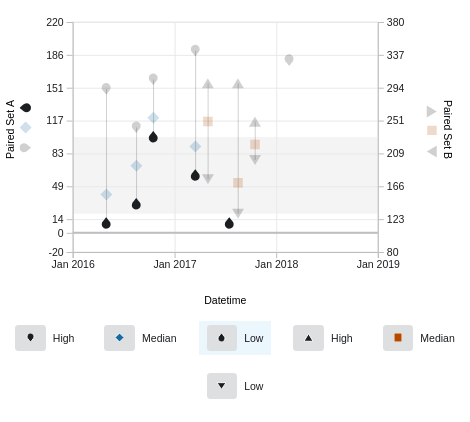 220 380
186 337
151 294
117 251
83 209
49 166
14 123
0
-20 80
Paired Set A
Paired Set B
Jan 2016 Jan 2017 Jan 2018 Jan 2019
Datetime
High Median Low High Median
Low